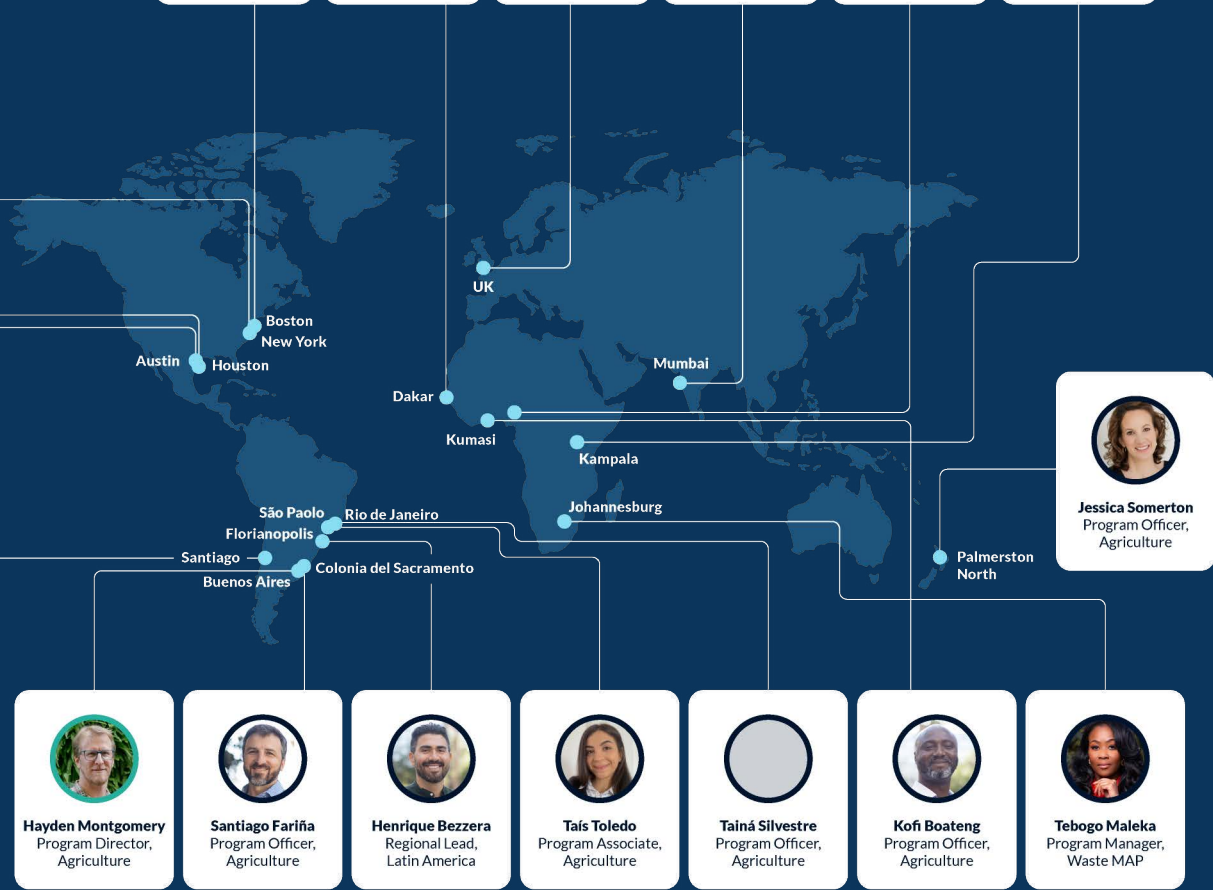 UK
Boston
New York
Austin
Houston
Mumbai
Dakar
Kumasi
Kampala
São Paolo
Rio de Janeiro
Johannesburg
Florianopolis
Santiago
Colonia del Sacramento
Buenos Aires
Palmerston
North
Jessica Somerton
Program Officer,
Agriculture
Hayden Montgomery
Program Director,
Agriculture
Santiago Fariña
Program Officer,
Agriculture
Henrique Bezzera
Regional Lead,
Latin America
Taís Toledo
Program Associate,
Agriculture
Tainá Silvestre
Program Officer,
Agriculture
Kofi Boateng
Program Officer,
Agriculture
Tebogo Maleka
Program Manager,
Waste MAP